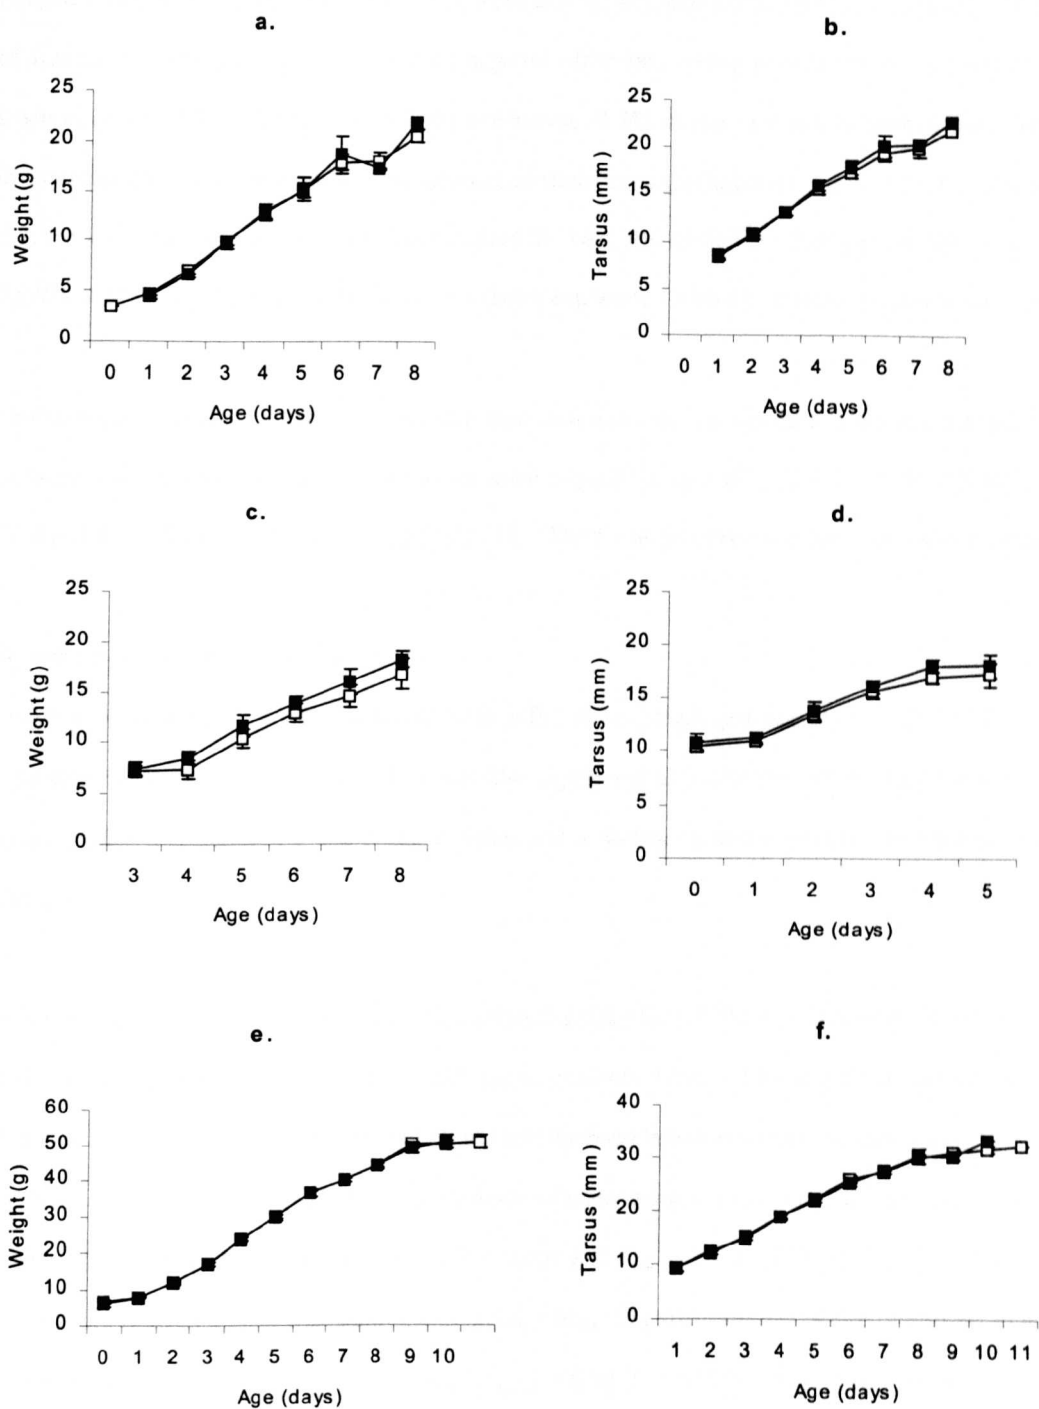 a.
25
20
15
10
5
0
Weight (g)
0 1 2 3 4 5 6 7 8
Age (days)
b.
25
20
15
10
5
0
Tarsus (mm)
0 1 2 3 4 5 6 7 8
Age (days)
c.
25
20
15
10
5
0
Weight (g)
3 4 5 6 7 8
Age (days)
d.
25
20
15
10
5
0
Tarsus (mm)
0 1 2 3 4 5
Age (days)
e.
60
50
40
30
20
10
0
Weight (g)
0 1 2 3 4 5 6 7 8 9 10
Age (days)
f.
40
30
20
10
0
Tarsus (mm)
1 2 3 4 5 6 7 8 9 10 11
Age (days)